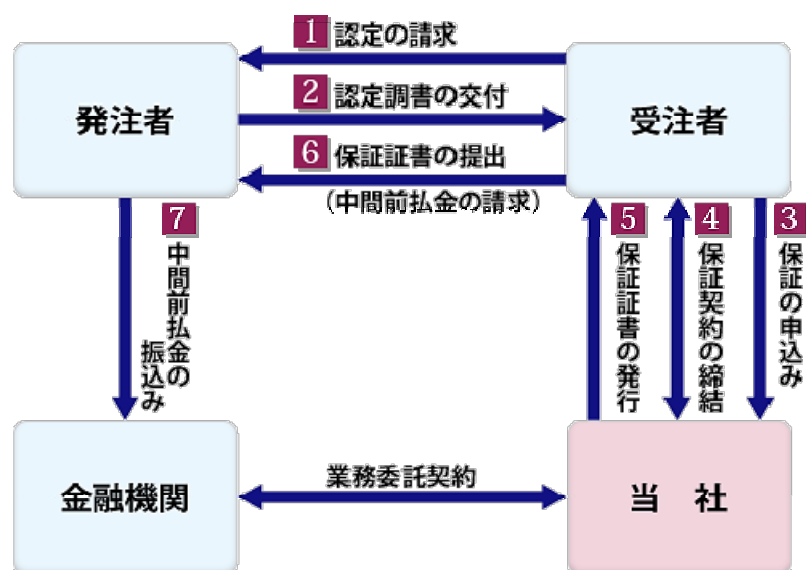 1 認定の請求
2 認定調書の交付
6 保証証書の提出
（中間前払金の請求）
発注者
受注者
7 中間前払金の
振込み
5 保証証書の発行
4 保証契約の締結
3 保証の申込み
金融機関
業務委託契約
当　社